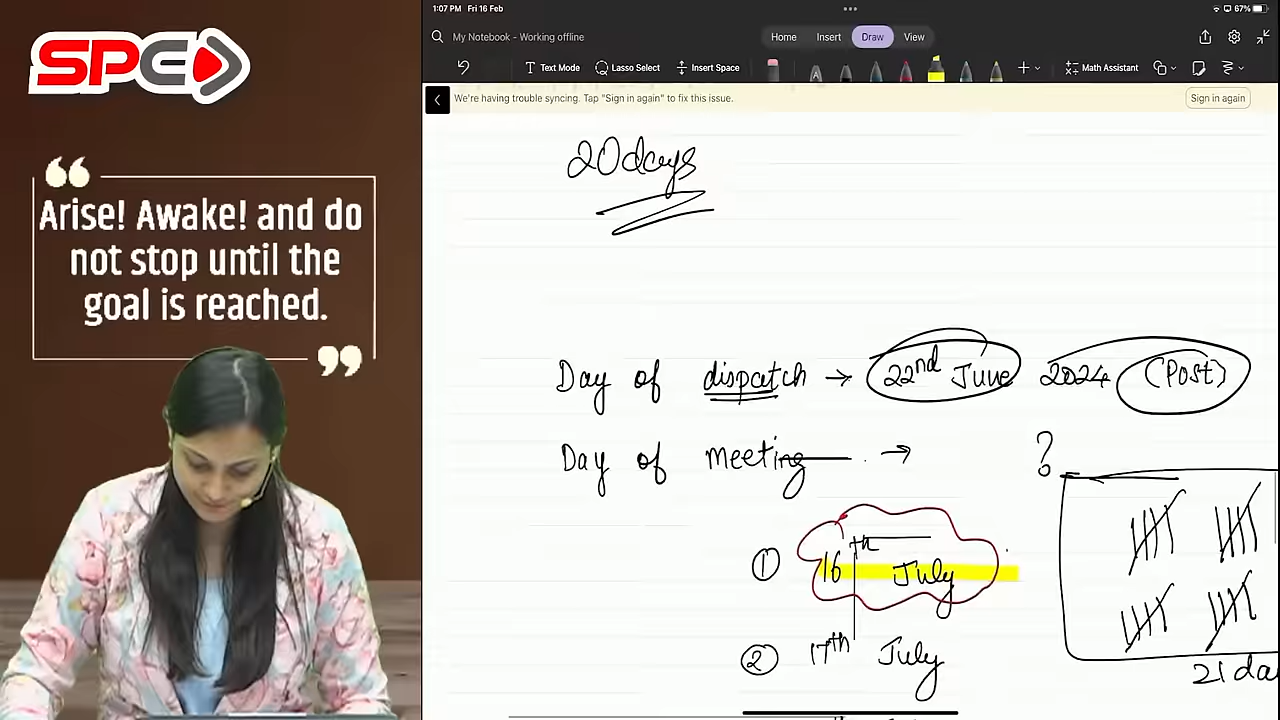 SPC
1:07 PM Fri 16 Feb
67%
My Notebook - Working offline
Home Insert Draw View
Text Mode Lasso Select Insert Space Math Assistant
We're having trouble syncing. Tap "Sign in again" to fix this issue.
Sign in again
“
Arise! Awake! and do
not stop until the
goal is reached.
”
20 days
Day of dispatch → 22nd June 2024 (Post)
Day of meeting → ?
① 16th July
② 17th July
21 da